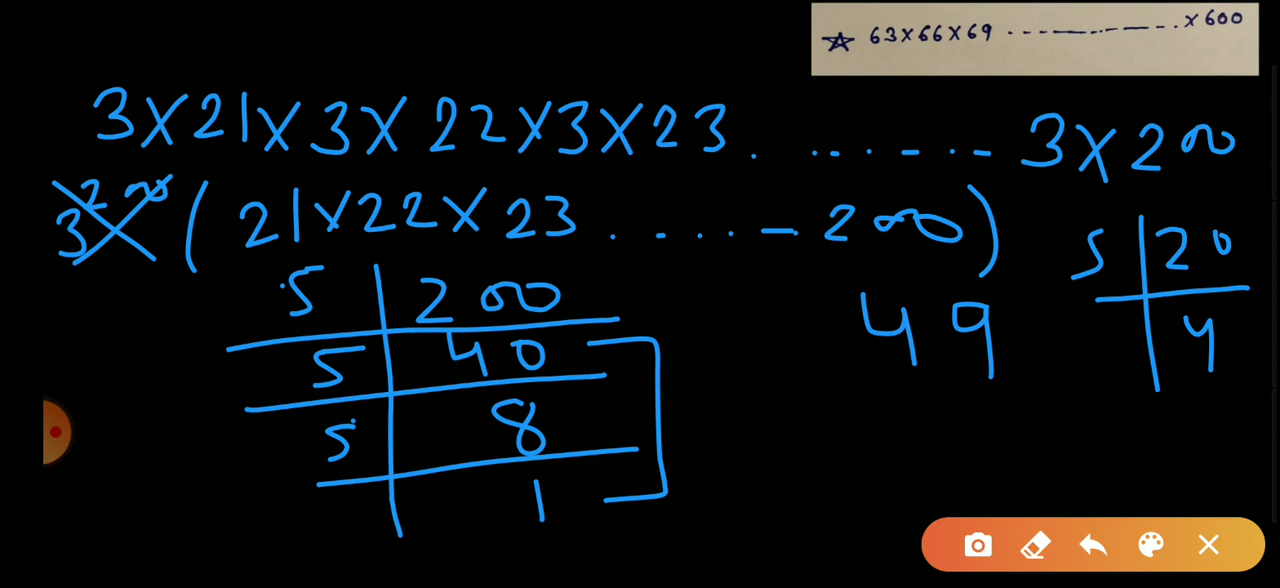 ☆ 63×66×69 ............×600
3×21×3×22×3×23 ......... 3×200
3^200 (21×22×23 ......... 200)
5 | 200
5 | 40
5 | 8
1
49
5 | 20
4